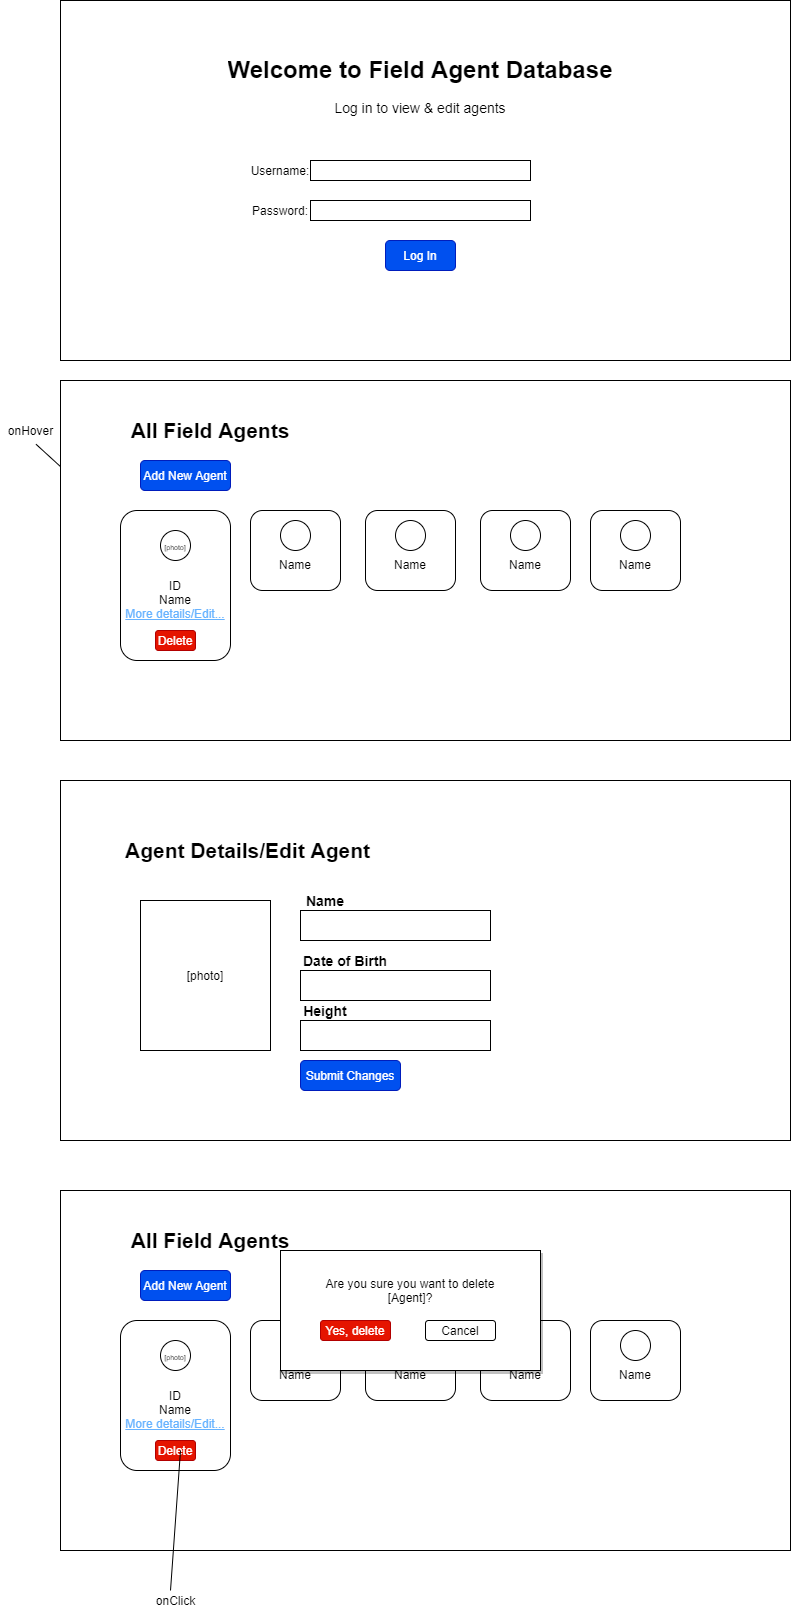 Welcome to Field Agent Database
Log in to view & edit agents
Username:
Password:
Log In
onHover
All Field Agents
Add New Agent
[photo]
ID
Name
More details/Edit...
Delete
Name
Name
Name
Name
Agent Details/Edit Agent
[photo]
Name
Date of Birth
Height
Submit Changes
All Field Agents
Add New Agent
Are you sure you want to delete
[Agent]?
Yes, delete
Cancel
[photo]
ID
Name
More details/Edit...
Delete
Name
Name
Name
Name
onClick